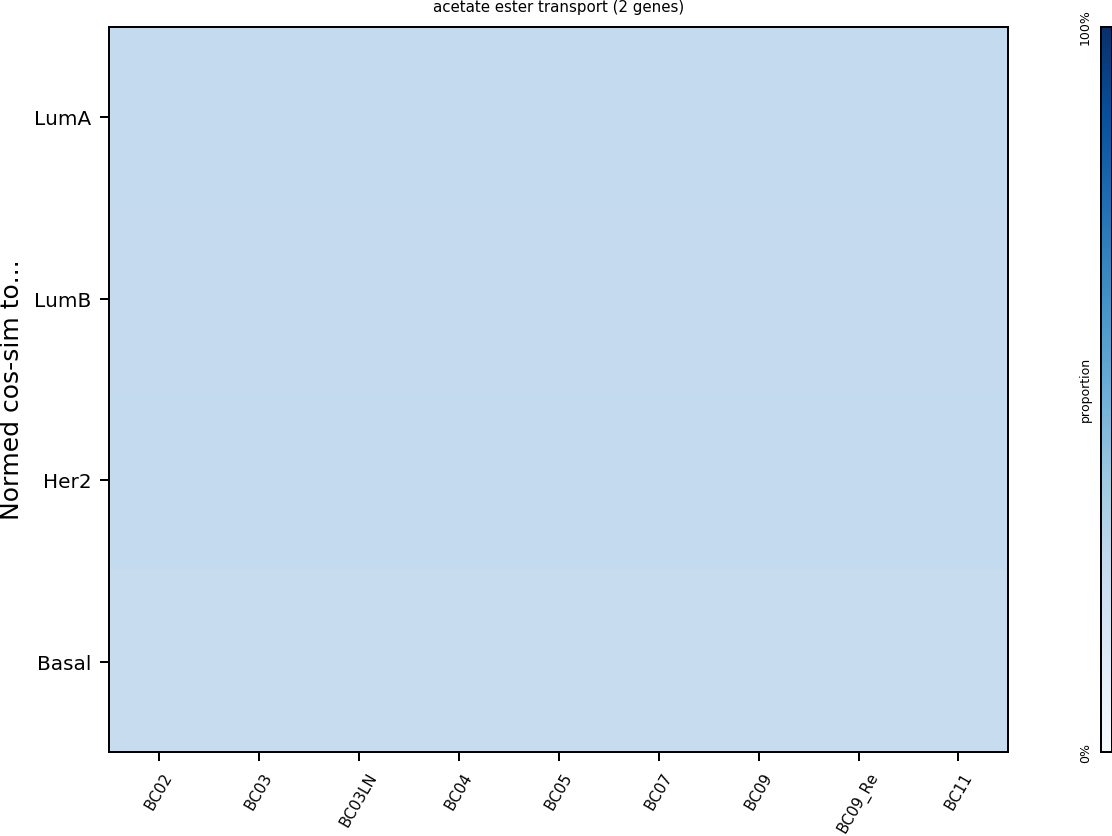 acetate ester transport (2 genes)
Normed cos-sim to...
LumA
LumB
Her2
Basal
BC02
BC03
BC03LN
BC04
BC05
BC07
BC09
BC09_Re
BC11
100%
proportion
0%